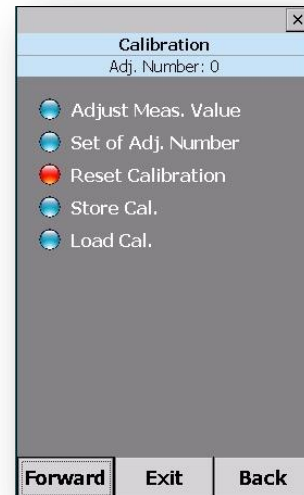 Calibration
Adj. Number: 0
Adjust Meas. Value
Set of Adj. Number
Reset Calibration
Store Cal.
Load Cal.
Forward Exit Back